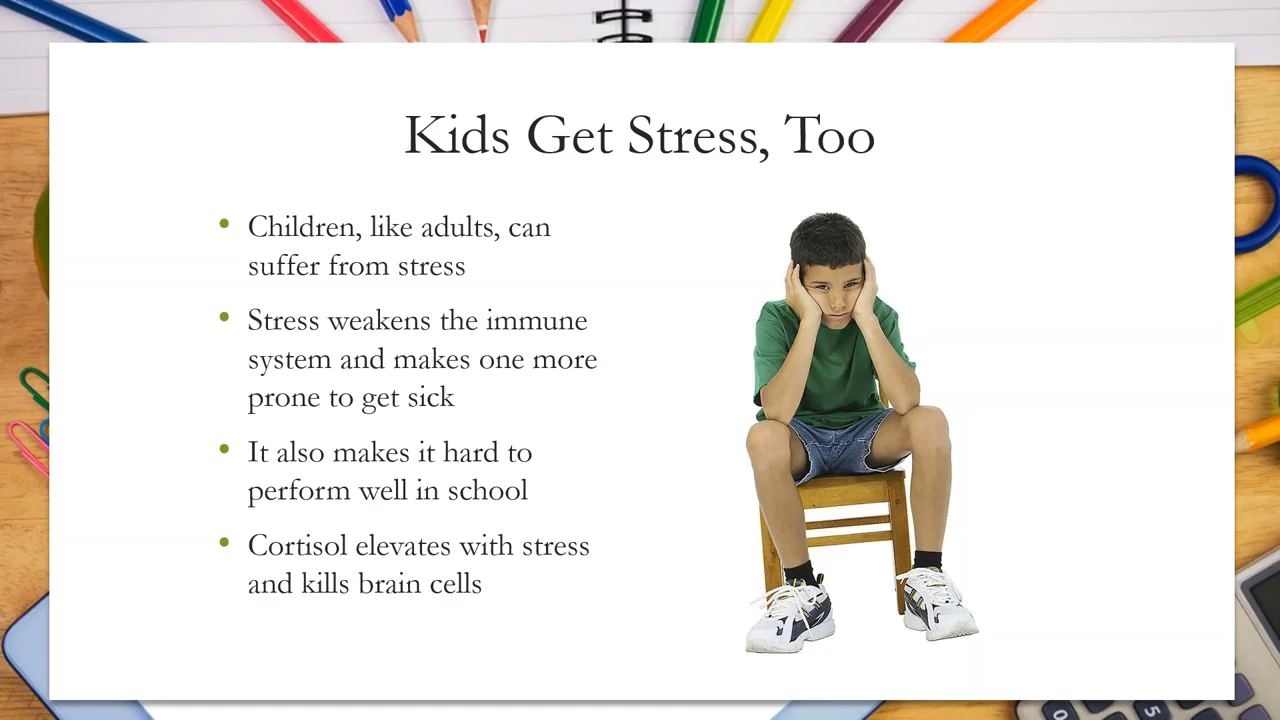 Kids Get Stress, Too
• Children, like adults, can
suffer from stress
• Stress weakens the immune
system and makes one more
prone to get sick
• It also makes it hard to
perform well in school
• Cortisol elevates with stress
and kills brain cells
0
5